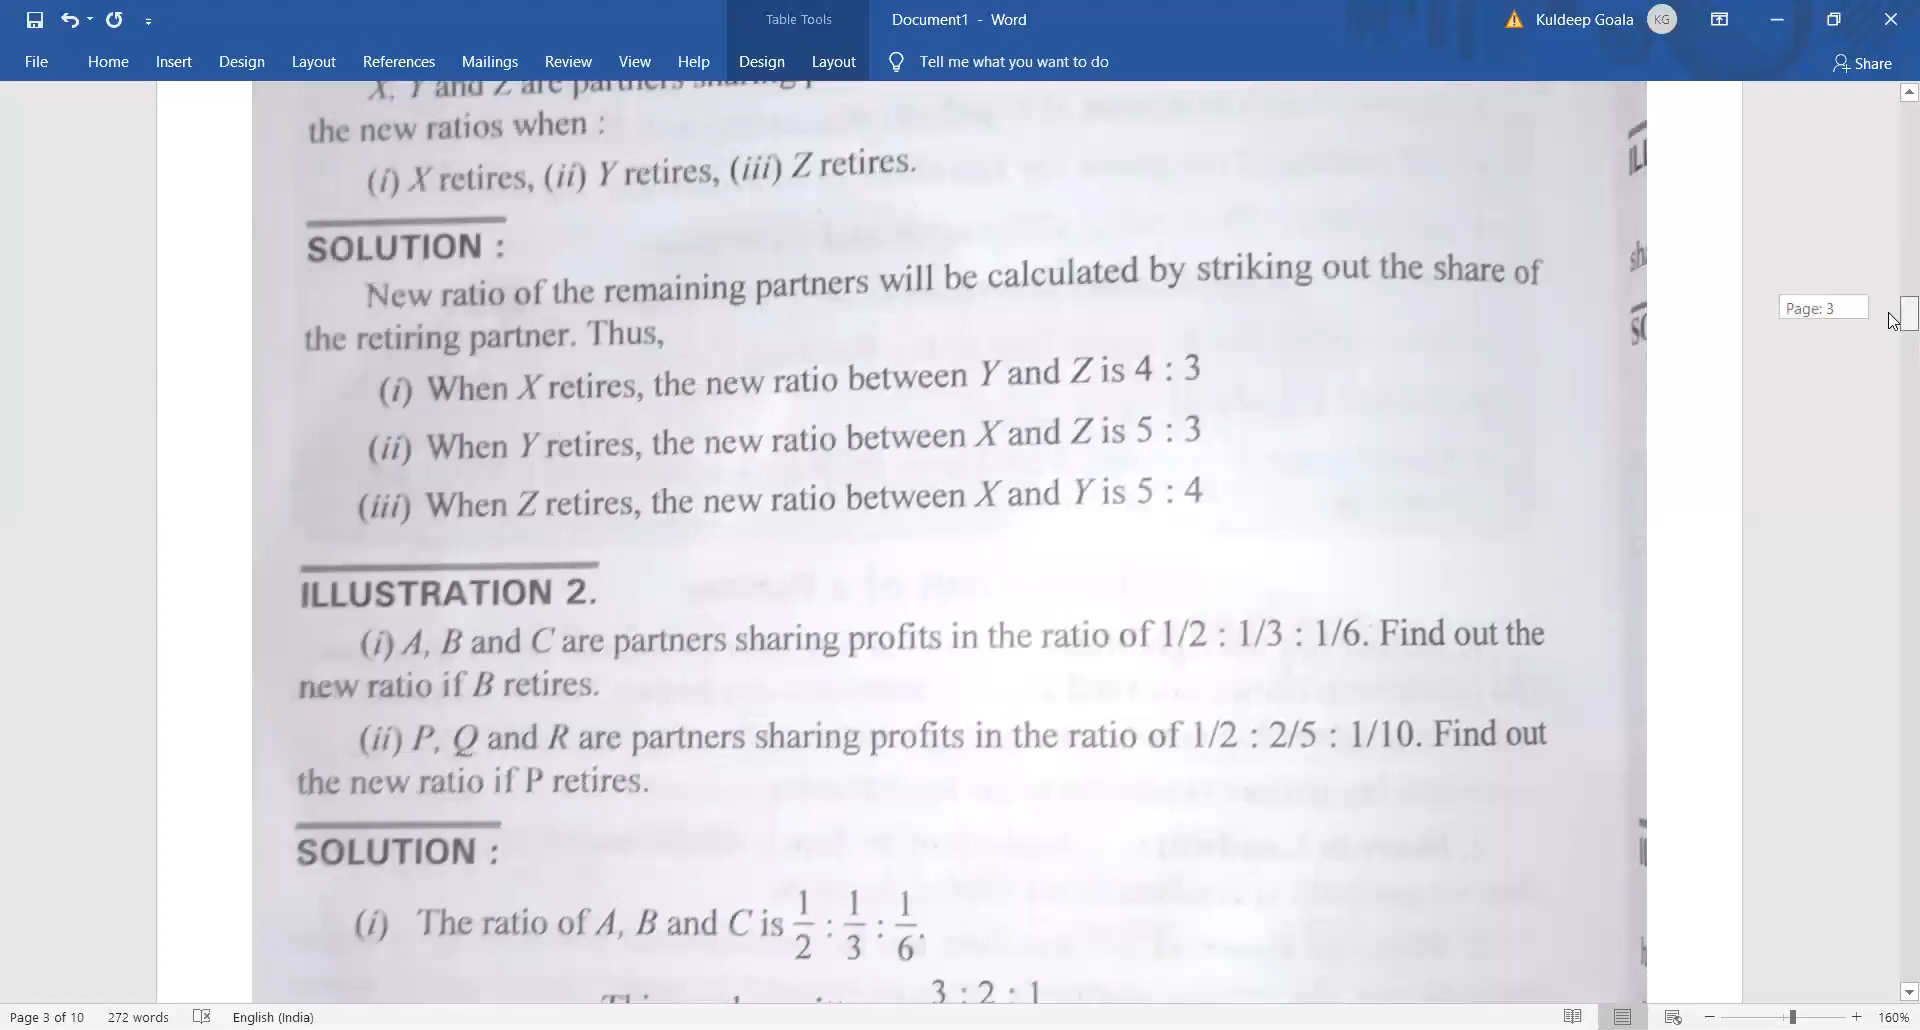 Table Tools
Document1 - Word
Kuldeep Goala
KG
File Home Insert Design Layout References Mailings Review View Help Design Layout Tell me what you want to do
Share
X, Y and Z are partners sharing
the new ratios when :
(i) X retires, (ii) Y retires, (iii) Z retires.
SOLUTION :
New ratio of the remaining partners will be calculated by striking out the share of
the retiring partner. Thus,
(i) When X retires, the new ratio between Y and Z is 4 : 3
(ii) When Y retires, the new ratio between X and Z is 5 : 3
(iii) When Z retires, the new ratio between X and Y is 5 : 4
ILLUSTRATION 2.
(i) A, B and C are partners sharing profits in the ratio of 1/2 : 1/3 : 1/6. Find out the
new ratio if B retires.
(ii) P, Q and R are partners sharing profits in the ratio of 1/2 : 2/5 : 1/10. Find out
the new ratio if P retires.
SOLUTION :
(i) The ratio of A, B and C is 1/2 : 1/3 : 1/6.
3 : 2 : 1
Page: 3
Page 3 of 10 272 words English (India)
160%